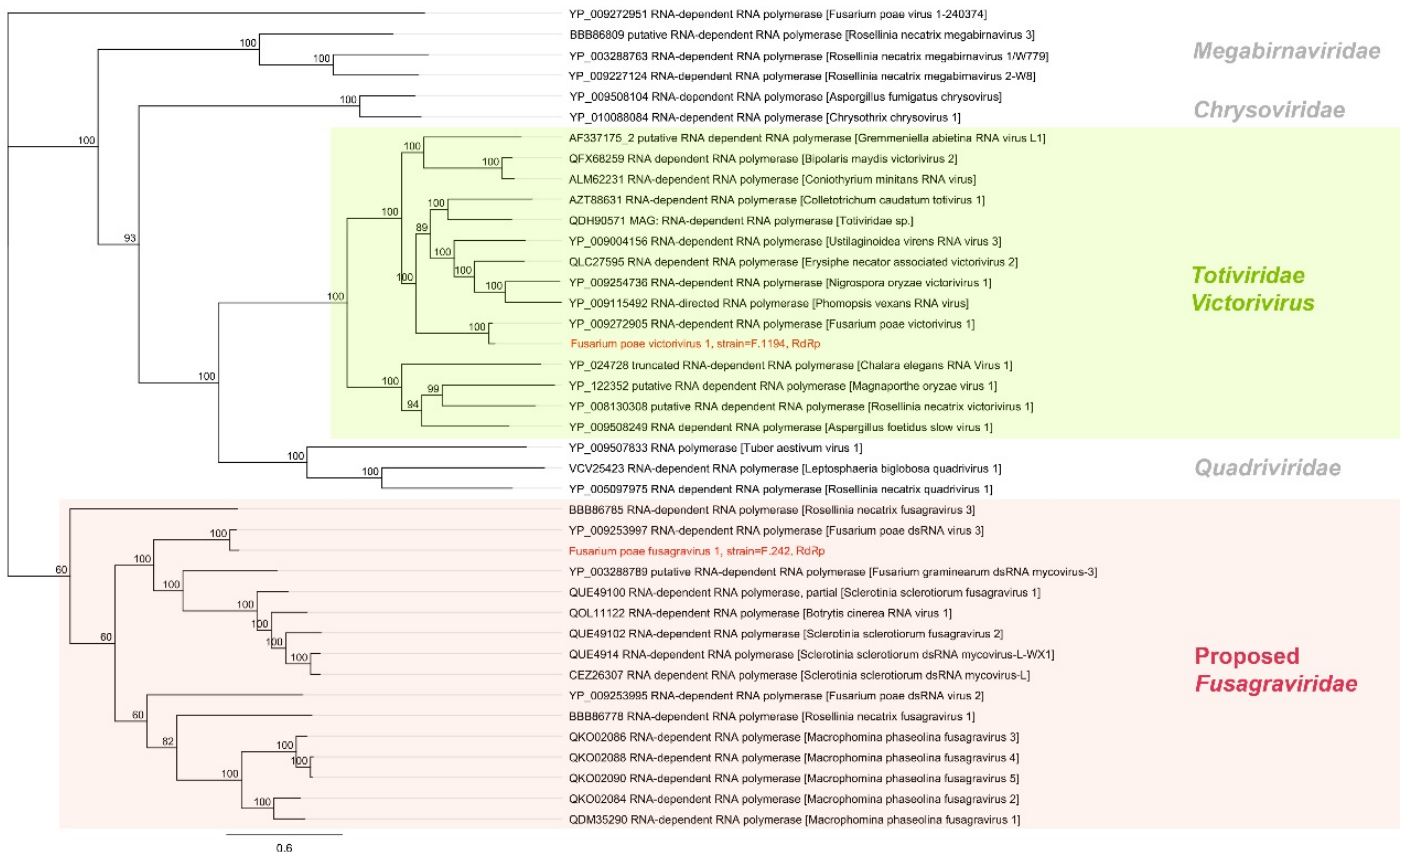 YP_009272951 RNA-dependent RNA polymerase [Fusarium poae virus 1-240374]
BBB86809 putative RNA-dependent RNA polymerase [Rosellinia necatrix megabirnavirus 3]
100
YP_003288763 RNA-dependent RNA polymerase [Rosellinia necatrix megabirnavirus 1/W779]
Megabirnaviridae
100
YP_009227124 RNA-dependent RNA polymerase [Rosellinia necatrix megabirnavirus 2-W8]
YP_009508104 RNA-dependent RNA polymerase [Aspergillus fumigatus chrysovirus]
100
Chrysoviridae
YP_010088084 RNA-dependent RNA polymerase [Chrysothrix chrysovirus 1]
100
AF337175_2 putative RNA dependent RNA polymerase [Gremmeniella abietina RNA virus L1]
100
QFX68259 RNA dependent RNA polymerase [Bipolaris maydis victorivirus 2]
100
ALM62231 RNA-dependent RNA polymerase [Coniothyrium minitans RNA virus]
AZT88631 RNA-dependent RNA polymerase [Colletotrichum caudatum totivirus 1]
100
100
QDH90571 MAG: RNA-dependent RNA polymerase [Totiviridae sp.]
89
93
YP_009004156 RNA-dependent RNA polymerase [Ustilaginoidea virens RNA virus 3]
100
QLC27595 RNA dependent RNA polymerase [Erysiphe necator associated victorivirus 2]
100
100
YP_009254736 RNA-dependent RNA polymerase [Nigrospora oryzae victorivirus 1]
100
Totiviridae
Victorivirus
100
YP_009115492 RNA-directed RNA polymerase [Phomopsis vexans RNA virus]
YP_009272905 RNA-dependent RNA polymerase [Fusarium poae victorivirus 1]
100
Fusarium poae victorivirus 1, strain=F.1194, RdRp
YP_024728 truncated RNA-dependent RNA polymerase [Chalara elegans RNA Virus 1]
100
100
YP_122352 putative RNA dependent RNA polymerase [Magnaporthe oryzae virus 1]
99
94
YP_008130308 putative RNA dependent RNA polymerase [Rosellinia necatrix victorivirus 1]
YP_009508249 RNA dependent RNA polymerase [Aspergillus foetidus slow virus 1]
YP_009507833 RNA polymerase [Tuber aestivum virus 1]
100
VCV25423 RNA-dependent RNA polymerase [Leptosphaeria biglobosa quadrivirus 1]
Quadriviridae
100
YP_005097975 RNA dependent RNA polymerase [Rosellinia necatrix quadrivirus 1]
BBB86785 RNA-dependent RNA polymerase [Rosellinia necatrix fusagravirus 3]
YP_009253997 RNA-dependent RNA polymerase [Fusarium poae dsRNA virus 3]
100
Fusarium poae fusagravirus 1, strain=F.242, RdRp
100
60
YP_003288789 putative RNA-dependent RNA polymerase [Fusarium graminearum dsRNA mycovirus-3]
100
QUE49100 RNA-dependent RNA polymerase, partial [Sclerotinia sclerotiorum fusagravirus 1]
100
QOL11122 RNA-dependent RNA polymerase [Botrytis cinerea RNA virus 1]
100
QUE49102 RNA-dependent RNA polymerase [Sclerotinia sclerotiorum fusagravirus 2]
60
100
QUE4914 RNA-dependent RNA polymerase [Sclerotinia sclerotiorum dsRNA mycovirus-L-WX1]
100
Proposed
Fusagraviridae
CEZ26307 RNA dependent RNA polymerase [Sclerotinia sclerotiorum dsRNA mycovirus-L]
YP_009253995 RNA-dependent RNA polymerase [Fusarium poae dsRNA virus 2]
60
BBB86778 RNA-dependent RNA polymerase [Rosellinia necatrix fusagravirus 1]
82
QKO02086 RNA-dependent RNA polymerase [Macrophomina phaseolina fusagravirus 3]
100
QKO02088 RNA-dependent RNA polymerase [Macrophomina phaseolina fusagravirus 4]
100
100
QKO02090 RNA-dependent RNA polymerase [Macrophomina phaseolina fusagravirus 5]
QKO02084 RNA-dependent RNA polymerase [Macrophomina phaseolina fusagravirus 2]
100
QDM35290 RNA-dependent RNA polymerase [Macrophomina phaseolina fusagravirus 1]
0.6